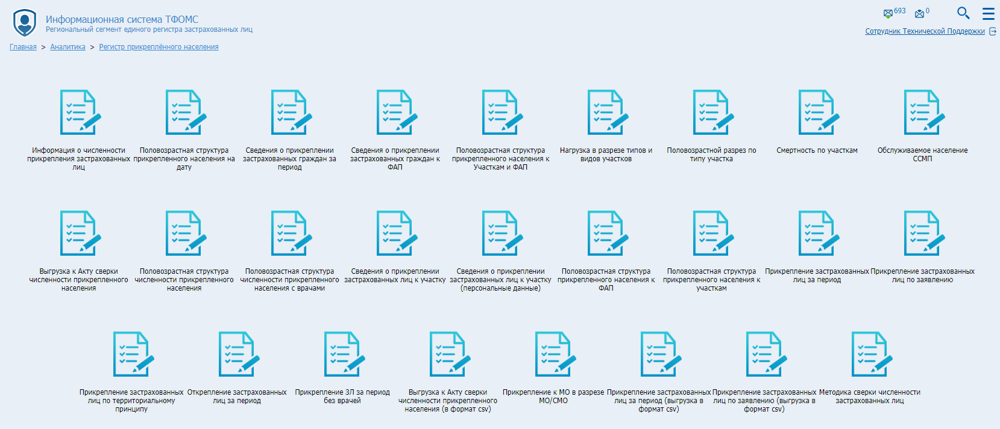 Информационная система ТФОМС
Региональный сегмент единого регистра застрахованных лиц
693
0
Сотрудник Технической Поддержки
Главная > Аналитика > Регистр прикреплённого населения
Информация о численности
прикрепления застрахованных
лиц
Половозрастная структура
прикрепленного населения на
дату
Сведения о прикреплении
застрахованных граждан за
период
Сведения о прикреплении
застрахованных граждан к
ФАП
Половозрастная структура
прикрепленного населения к
Участкам и ФАП
Нагрузка в разрезе типов и
видов участков
Половозрастной разрез по
типу участка
Смертность по участкам
Обслуживаемое население
ССМП
Выгрузка к Акту сверки
численности прикрепленного
населения
Половозрастная структура
численности прикрепленного
населения
Половозрастная структура
численности прикрепленного
населения с врачами
Сведения о прикреплении
застрахованных лиц к участку
Сведения о прикреплении
застрахованных лиц к участку
(персональные данные)
Половозрастная структура
прикрепленного населения к
ФАП
Половозрастная структура
прикрепленного населения к
участкам
Прикрепление застрахованных
лиц за период
Прикрепление застрахованных
лиц по заявлению
Прикрепление застрахованных
лиц по территориальному
принципу
Открепление застрахованных
лиц за период
Прикрепление ЗЛ за период
без врачей
Выгрузка к Акту сверки
численности прикрепленного
населения (в формат csv)
Прикрепление к МО в разрезе
МО/СМО
Прикрепление застрахованных
лиц за период (выгрузка в
формат csv)
Прикрепление застрахованных
лиц по заявлению (выгрузка в
формат csv)
Методика сверки численности
застрахованных лиц